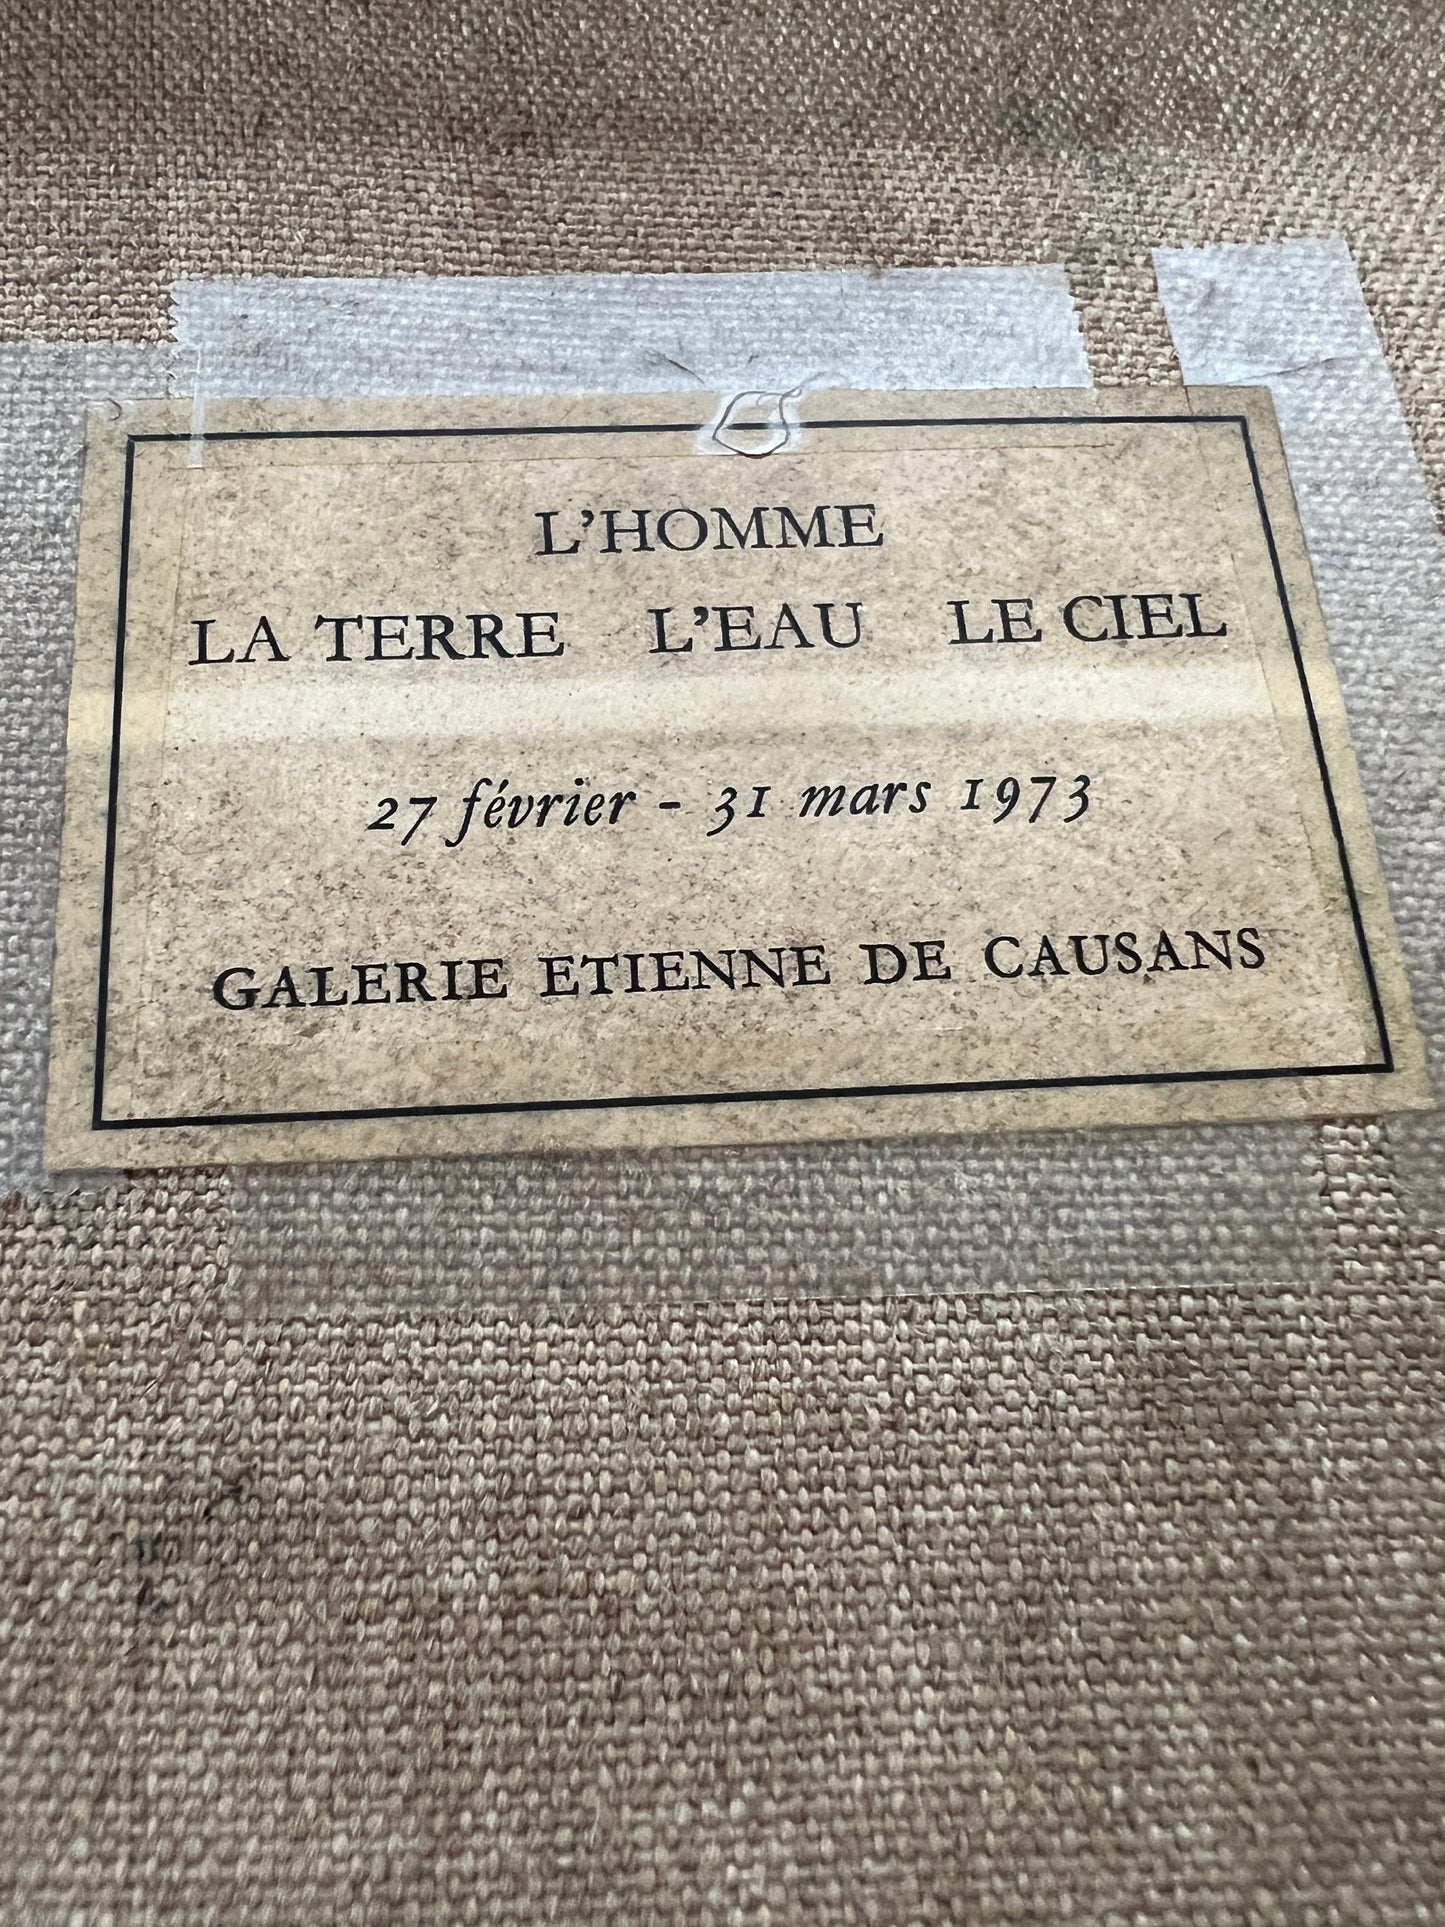 L’HOMME
LA TERRE L’EAU LE CIEL
27 février - 31 mars 1973
GALERIE ETIENNE DE CAUSANS